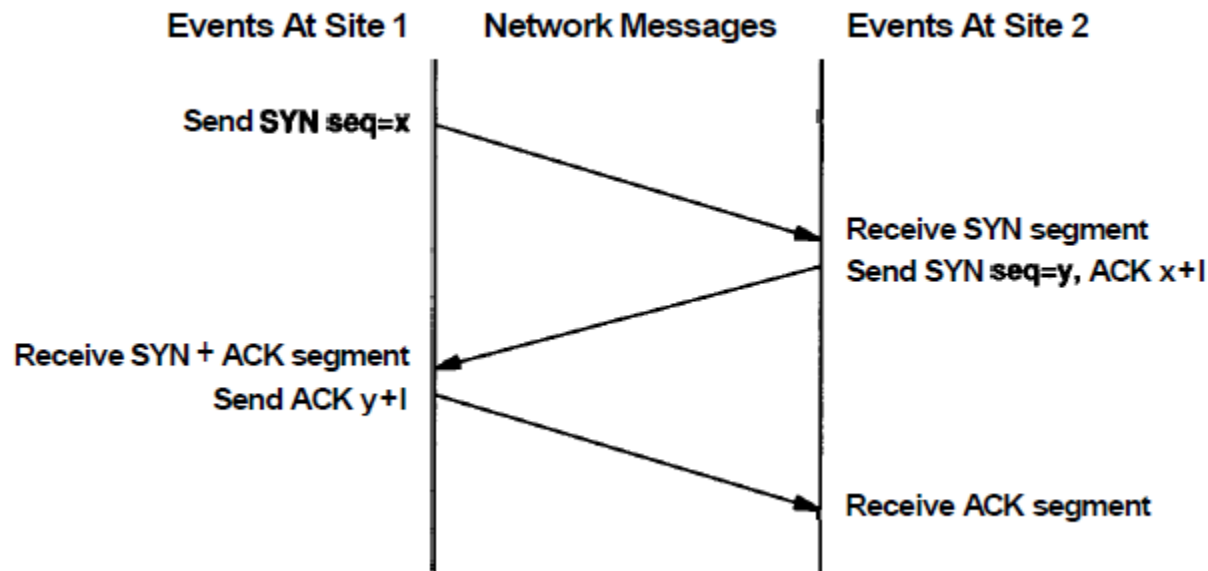 Events At Site 1
Network Messages
Events At Site 2
Send SYN seq=x
Receive SYN segment
Send SYN seq=y, ACK x+l
Receive SYN + ACK segment
Send ACK y+l
Receive ACK segment